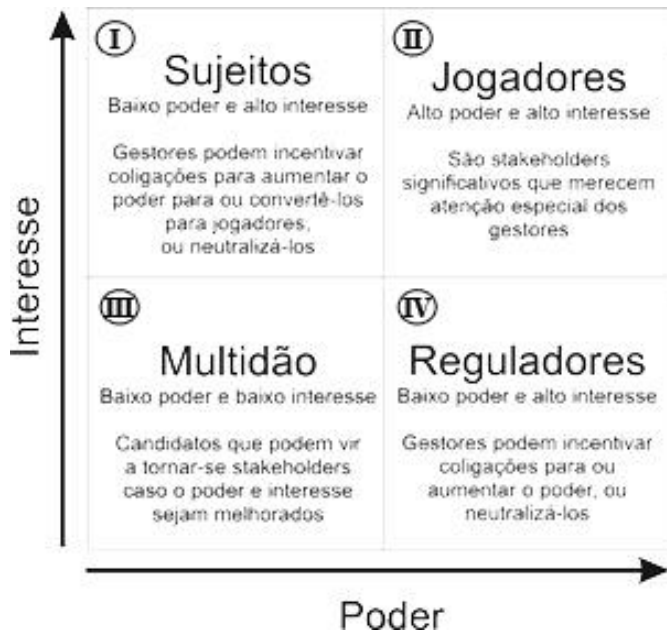 Interesse
Ⓘ
Sujeitos
Baixo poder e alto interesse
Gestores podem incentivar
coligações para aumentar o
poder para ou convertê-los
para jogadores,
ou neutralizá-los
Ⅱ
Jogadores
Alto poder e alto interesse
São stakeholders
significativos que merecem
atenção especial dos
gestores
Ⅲ
Multidão
Baixo poder e baixo interesse
Candidatos que podem vir
a tornar-se stakeholders
caso o poder e interesse
sejam melhorados
Ⅳ
Reguladores
Baixo poder e alto interesse
Gestores podem incentivar
coligações para ou
aumentar o poder, ou
neutralizá-los
Poder